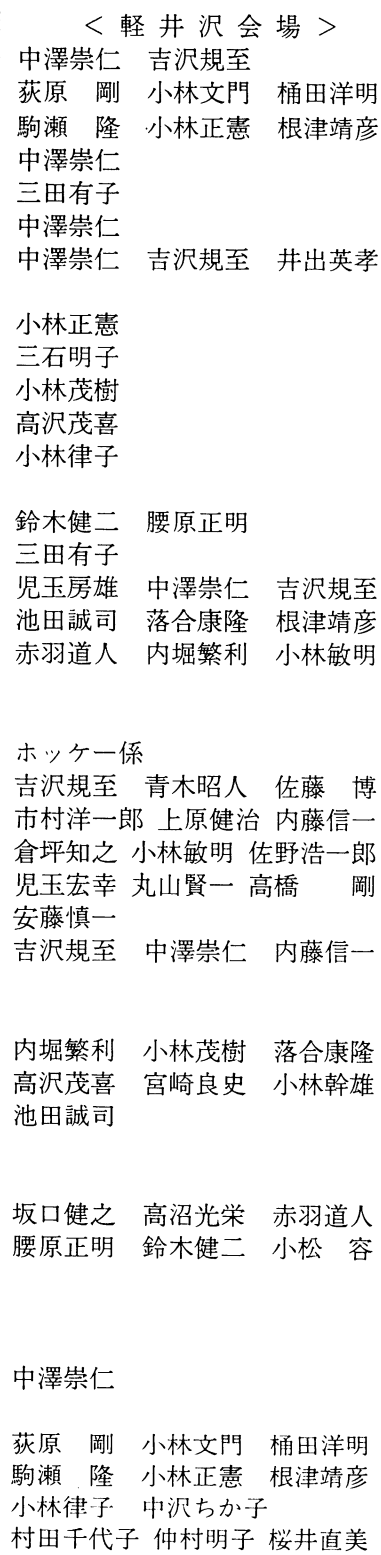 ＜軽井沢会場＞
中澤崇仁　吉沢規至
荻原　剛　小林文門　桶田洋明
駒瀬　隆　小林正憲　根津靖彦
中澤崇仁
三田有子
中澤崇仁
中澤崇仁　吉沢規至　井出英孝
小林正憲
三石明子
小林茂樹
高沢茂喜
小林律子
鈴木健二　腰原正明
三田有子
児玉房雄　中澤崇仁　吉沢規至
池田誠司　落合康隆　根津靖彦
赤羽道人　内堀繁利　小林敏明
ホッケー係
吉沢規至　青木昭人　佐藤　博
市村洋一郎　上原健治　内藤信一
倉坪知之　小林敏明　佐野浩一郎
児玉宏幸　丸山賢一　高橋　剛
安藤慎一
吉沢規至　中澤崇仁　内藤信一
内堀繁利　小林茂樹　落合康隆
高沢茂喜　宮崎良史　小林幹雄
池田誠司
坂口健之　高沼光栄　赤羽道人
腰原正明　鈴木健二　小松　容
中澤崇仁
荻原　剛　小林文門　桶田洋明
駒瀬　隆　小林正憲　根津靖彦
小林律子　中沢ちか子
村田千代子　仲村明子　桜井直美